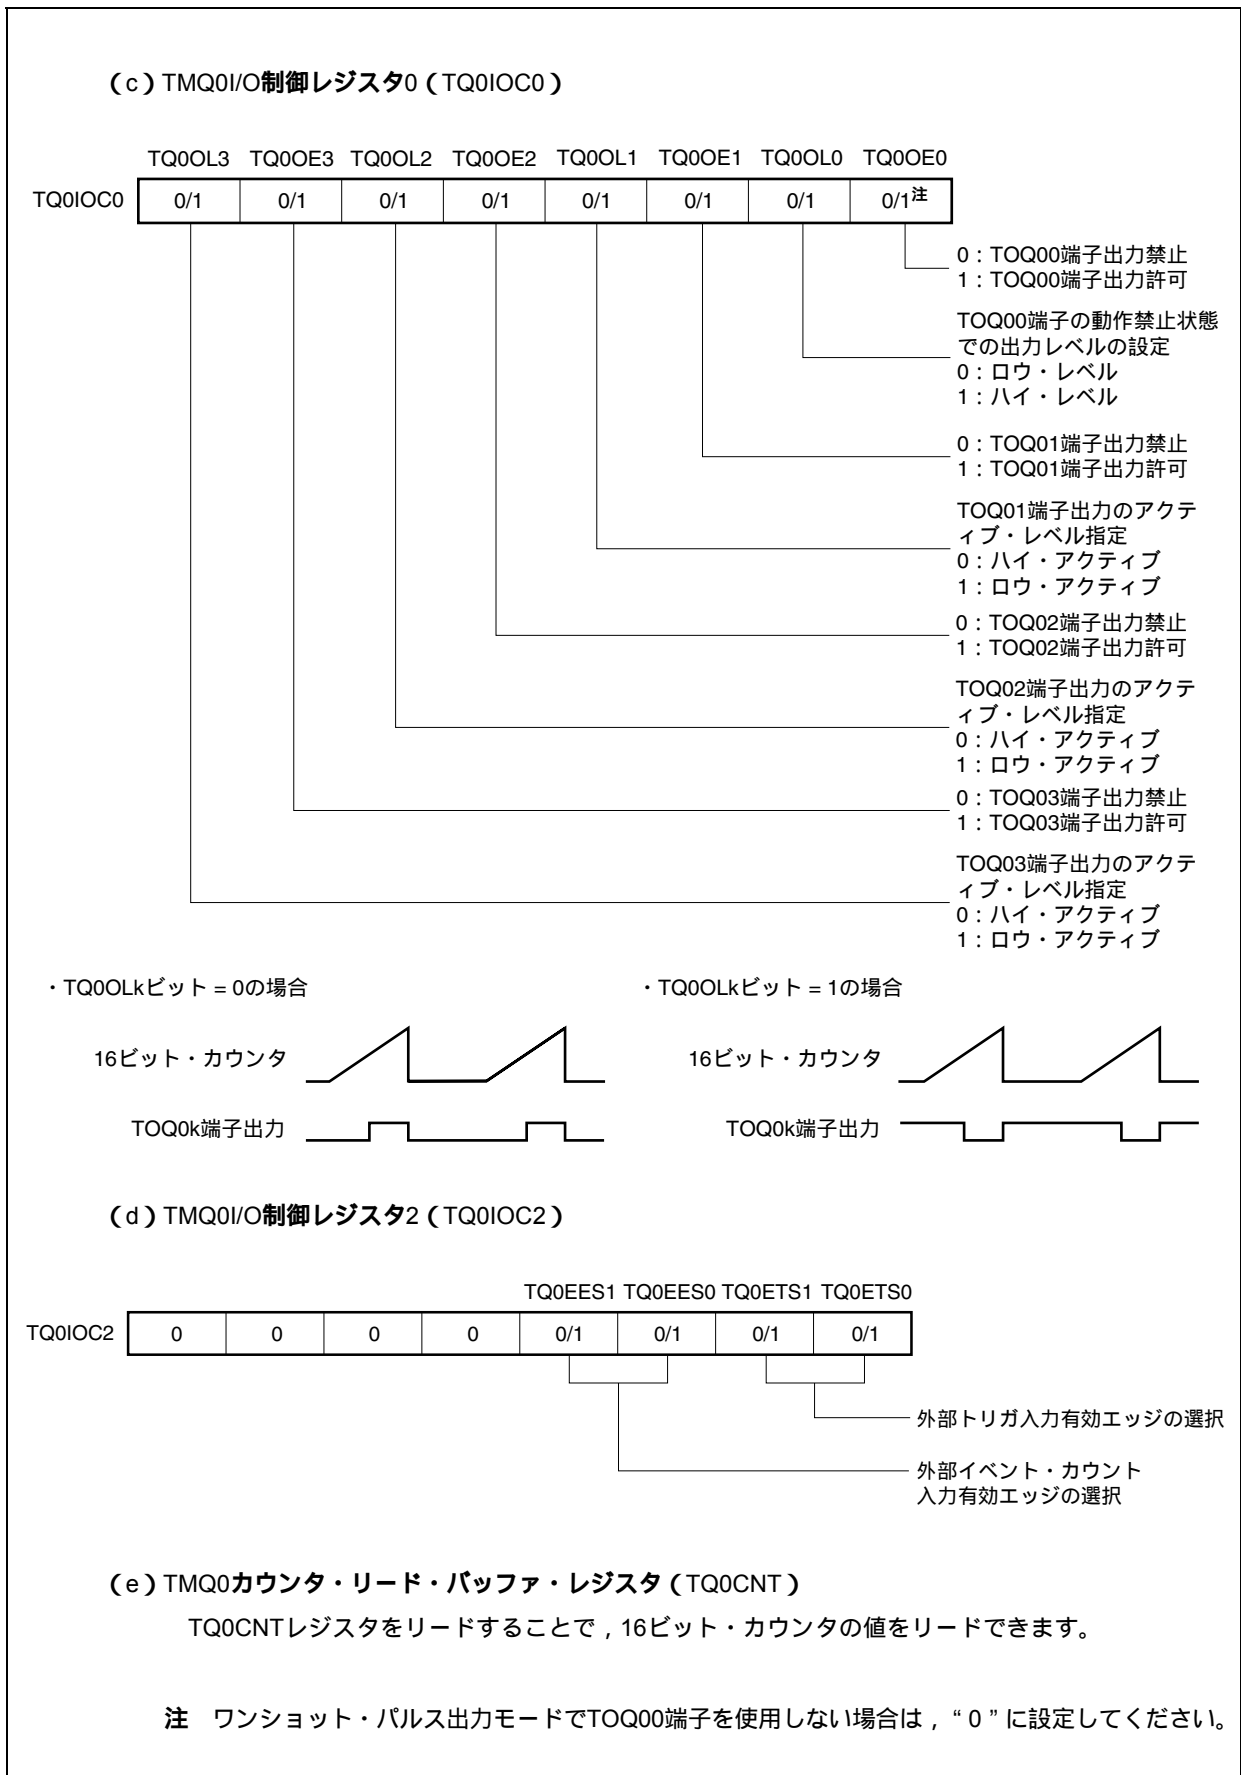 （c）TMQ0I/O制御レジスタ0（TQ0IOC0）
TQ0OL3 TQ0OE3 TQ0OL2 TQ0OE2 TQ0OL1 TQ0OE1 TQ0OL0 TQ0OE0
TQ0IOC0 0/1 0/1 0/1 0/1 0/1 0/1 0/1 0/1注
0：TOQ00端子出力禁止
1：TOQ00端子出力許可
TOQ00端子の動作禁止状態
での出力レベルの設定
0：ロウ・レベル
1：ハイ・レベル
0：TOQ01端子出力禁止
1：TOQ01端子出力許可
TOQ01端子出力のアクテ
ィブ・レベル指定
0：ハイ・アクティブ
1：ロウ・アクティブ
0：TOQ02端子出力禁止
1：TOQ02端子出力許可
TOQ02端子出力のアクテ
ィブ・レベル指定
0：ハイ・アクティブ
1：ロウ・アクティブ
0：TOQ03端子出力禁止
1：TOQ03端子出力許可
TOQ03端子出力のアクテ
ィブ・レベル指定
0：ハイ・アクティブ
1：ロウ・アクティブ
・TQ0OLkビット = 0の場合
16ビット・カウンタ
TOQ0k端子出力
・TQ0OLkビット = 1の場合
16ビット・カウンタ
TOQ0k端子出力
（d）TMQ0I/O制御レジスタ2（TQ0IOC2）
TQ0EES1 TQ0EES0 TQ0ETS1 TQ0ETS0
TQ0IOC2 0 0 0 0 0/1 0/1 0/1 0/1
外部トリガ入力有効エッジの選択
外部イベント・カウント
入力有効エッジの選択
（e）TMQ0カウンタ・リード・バッファ・レジスタ（TQ0CNT）
TQ0CNTレジスタをリードすることで，16ビット・カウンタの値をリードできます。
注 ワンショット・パルス出力モードでTOQ00端子を使用しない場合は，“0”に設定してください。